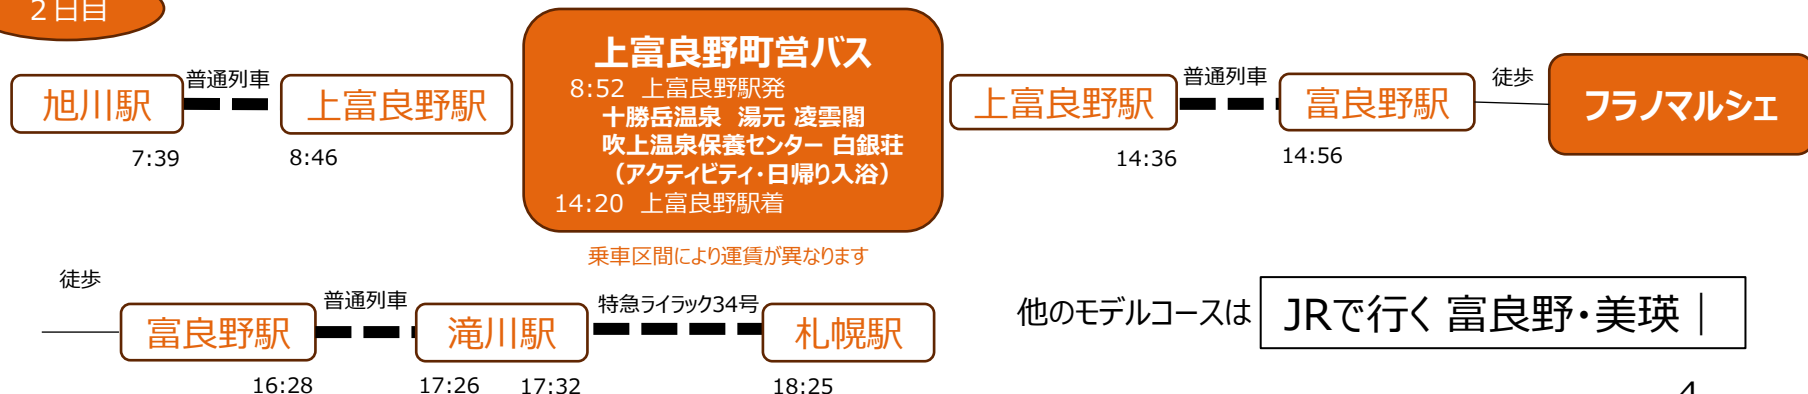 2日目
旭川駅
普通列車
上富良野駅
7:39
8:46
上富良野町営バス
8:52 上富良野駅発
十勝岳温泉 湯元 凌雲閣
吹上温泉保養センター 白銀荘
（アクティビティ・日帰り入浴）
14:20 上富良野駅着
乗車区間により運賃が異なります
上富良野駅
普通列車
富良野駅
徒歩
フラノマルシェ
14:36
14:56
徒歩
富良野駅
普通列車
滝川駅
特急ライラック34号
札幌駅
16:28
17:26
17:32
18:25
他のモデルコースは
JRで行く 富良野・美瑛｜
4